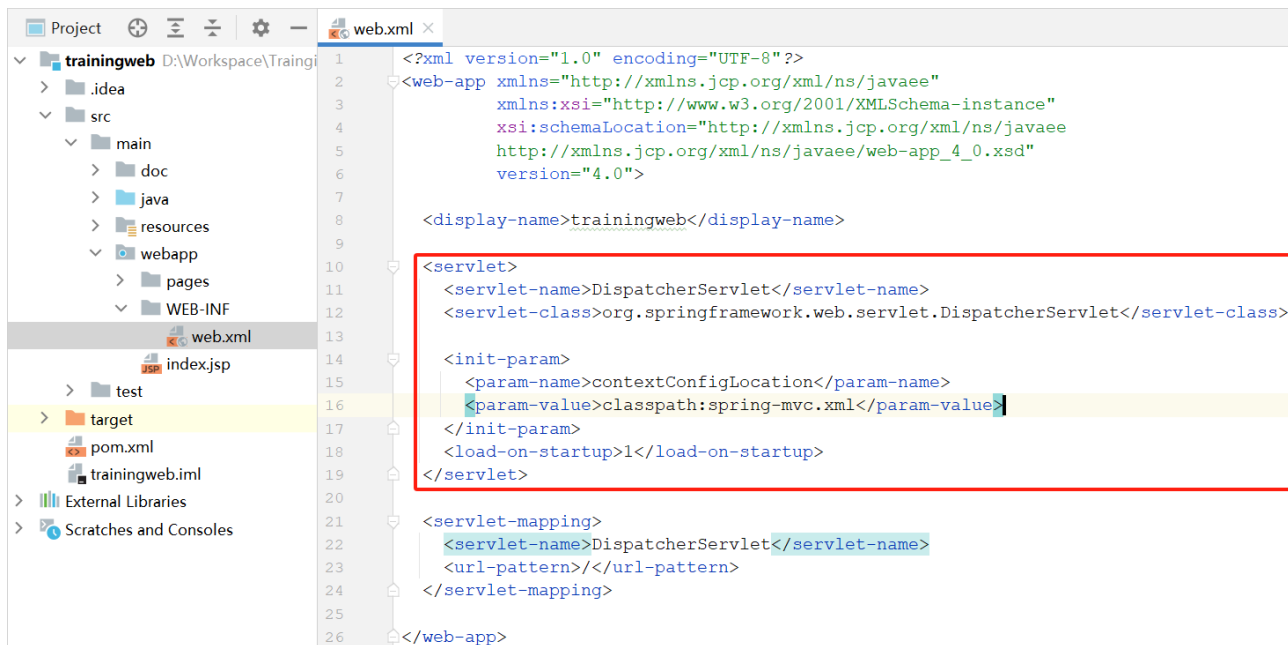 Project
trainingweb D:\Workspace\Traingi
.idea
src
main
doc
java
resources
webapp
pages
WEB-INF
web.xml
index.jsp
test
target
pom.xml
trainingweb.iml
External Libraries
Scratches and Consoles
web.xml
1 <?xml version="1.0" encoding="UTF-8"?>
2 <web-app xmlns="http://xmlns.jcp.org/xml/ns/javaee"
3 xmlns:xsi="http://www.w3.org/2001/XMLSchema-instance"
4 xsi:schemaLocation="http://xmlns.jcp.org/xml/ns/javaee
5 http://xmlns.jcp.org/xml/ns/javaee/web-app_4_0.xsd"
6 version="4.0">
7
8 <display-name>trainingweb</display-name>
9
10 <servlet>
11 <servlet-name>DispatcherServlet</servlet-name>
12 <servlet-class>org.springframework.web.servlet.DispatcherServlet</servlet-class>
13
14 <init-param>
15 <param-name>contextConfigLocation</param-name>
16 <param-value>classpath:spring-mvc.xml</param-value>
17 </init-param>
18 <load-on-startup>1</load-on-startup>
19 </servlet>
20
21 <servlet-mapping>
22 <servlet-name>DispatcherServlet</servlet-name>
23 <url-pattern>/</url-pattern>
24 </servlet-mapping>
25
26 </web-app>